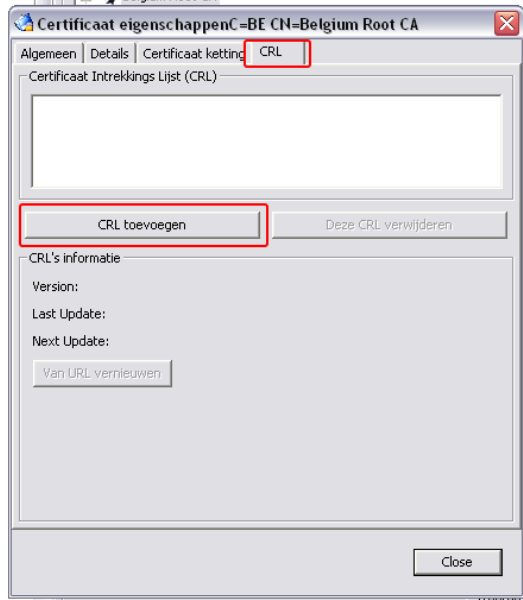 Certificaat eigenschappenC=BE CN=Belgium Root CA
Algemeen Details Certificaat ketting CRL
Certificaat Intrekkings Lijst (CRL)
CRL toevoegen Deze CRL verwijderen
CRL's informatie
Version:
Last Update:
Next Update:
Van URL vernieuwen
Close